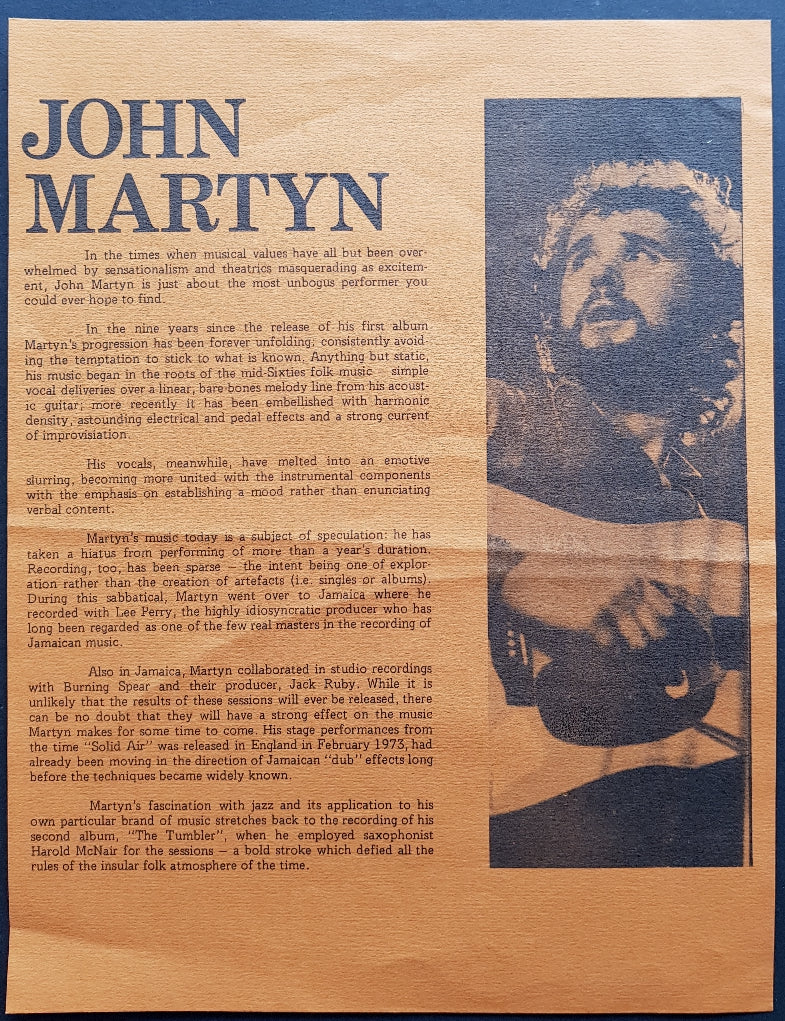 JOHN
MARTYN
In the times when musical values have all but been over-
whelmed by sensationalism and theatrics masquerading as excitem-
ent, John Martyn is just about the most unbogus performer you
could ever hope to find.
In the nine years since the release of his first album
Martyn's progression has been forever unfolding; consistently avoid-
ing the temptation to stick to what is known. Anything but static,
his music began in the roots of the mid-Sixties folk music – simple
vocal deliveries over a linear, bare-bones melody line from his acoust-
ic guitar; more recently it has been embellished with harmonic
density, astounding electrical and pedal effects and a strong current
of improvisiation.
His vocals, meanwhile, have melted into an emotive
slurring, becoming more united with the instrumental components
with the emphasis on establishing a mood rather than enunciating
verbal content.
Martyn's music today is a subject of speculation: he has
taken a hiatus from performing of more than a year's duration.
Recording, too, has been sparse – the intent being one of explor-
ation rather than the creation of artefacts (i.e. singles or albums).
During this sabbatical, Martyn went over to Jamaica where he
recorded with Lee Perry, the highly idiosyncratic producer who has
long been regarded as one of the few real masters in the recording of
Jamaican music.
Also in Jamaica, Martyn collaborated in studio recordings
with Burning Spear and their producer, Jack Ruby. While it is
unlikely that the results of these sessions will ever be released, there
can be no doubt that they will have a strong effect on the music
Martyn makes for some time to come. His stage performances from
the time "Solid Air" was released in England in February 1973, had
already been moving in the direction of Jamaican "dub" effects long
before the techniques became widely known.
Martyn's fascination with jazz and its application to his
own particular brand of music stretches back to the recording of his
second album, "The Tumbler", when he employed saxophonist
Harold McNair for the sessions – a bold stroke which defied all the
rules of the insular folk atmosphere of the time.